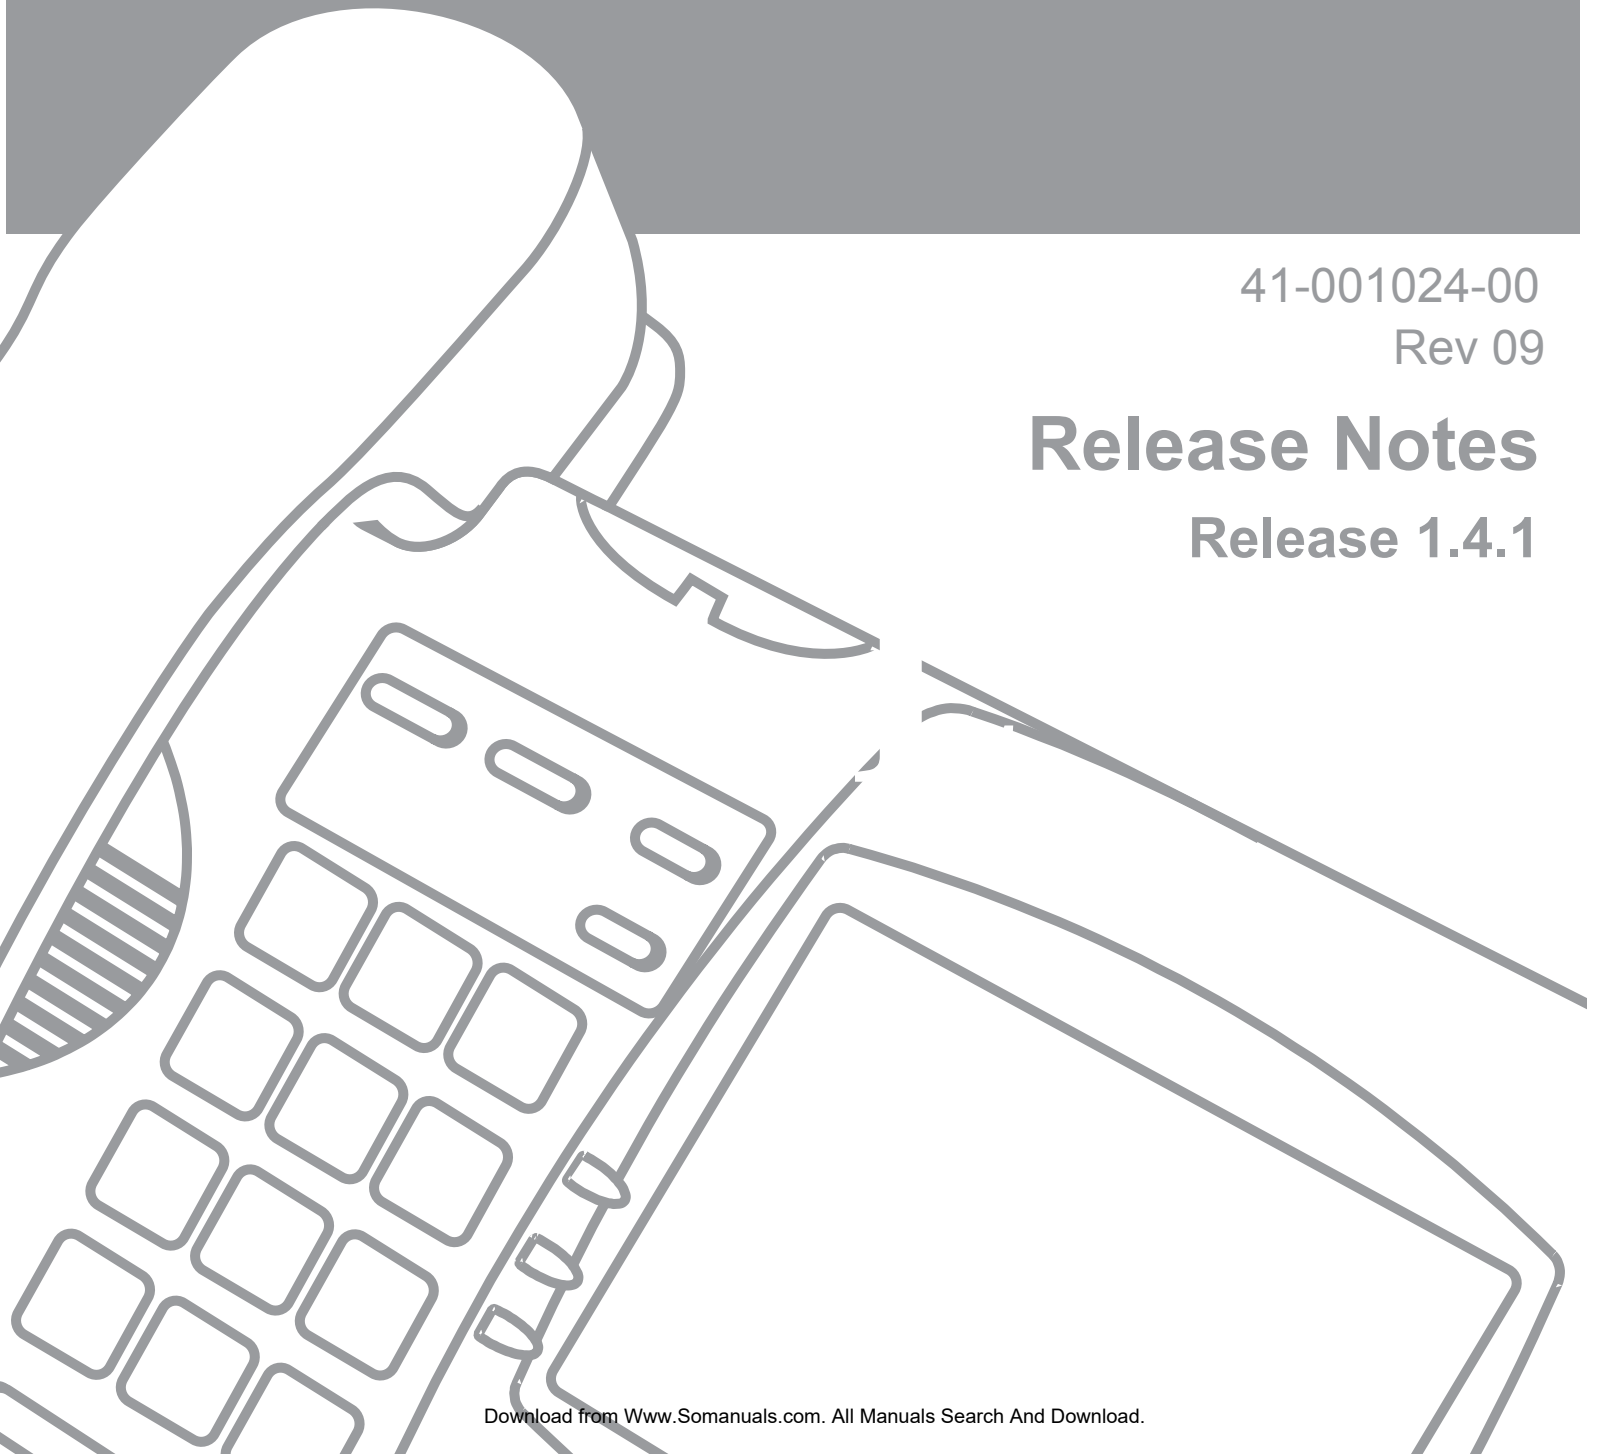 41-001024-00
Rev 09
Release Notes
Release 1.4.1
Download from Www.Somanuals.com. All Manuals Search And Download.